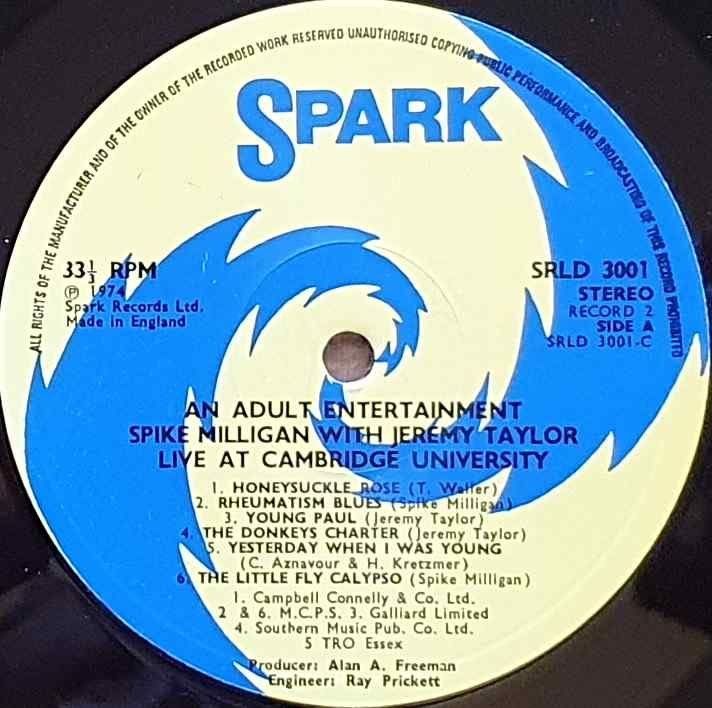 ALL RIGHTS OF THE MANUFACTURER AND OF THE OWNER OF THE RECORDED WORK RESERVED UNAUTHORISED COPYING PUBLIC PERFORMANCE AND BROADCASTING OF THIS RECORD PROHIBITED
SPARK
33⅓ RPM
℗ 1974
Spark Records Ltd.
Made in England
SRLD 3001
STEREO
RECORD 2
SIDE A
SRLD 3001-C
AN ADULT ENTERTAINMENT
SPIKE MILLIGAN WITH JEREMY TAYLOR
LIVE AT CAMBRIDGE UNIVERSITY
1. HONEYSUCKLE ROSE (T. Waller)
2. RHEUMATISM BLUES (Spike Milligan)
3. YOUNG PAUL (Jeremy Taylor)
4. THE DONKEYS CHARTER (Jeremy Taylor)
5. YESTERDAY WHEN I WAS YOUNG
(C. Aznavour & H. Kretzmer)
6. THE LITTLE FLY CALYPSO (Spike Milligan)
1. Campbell Connelly & Co. Ltd.
2 & 6. M.C.P.S. 3. Galliard Limited
4. Southern Music Pub. Co. Ltd.
5 TRO Essex
Producer: Alan A. Freeman
Engineer: Ray Prickett